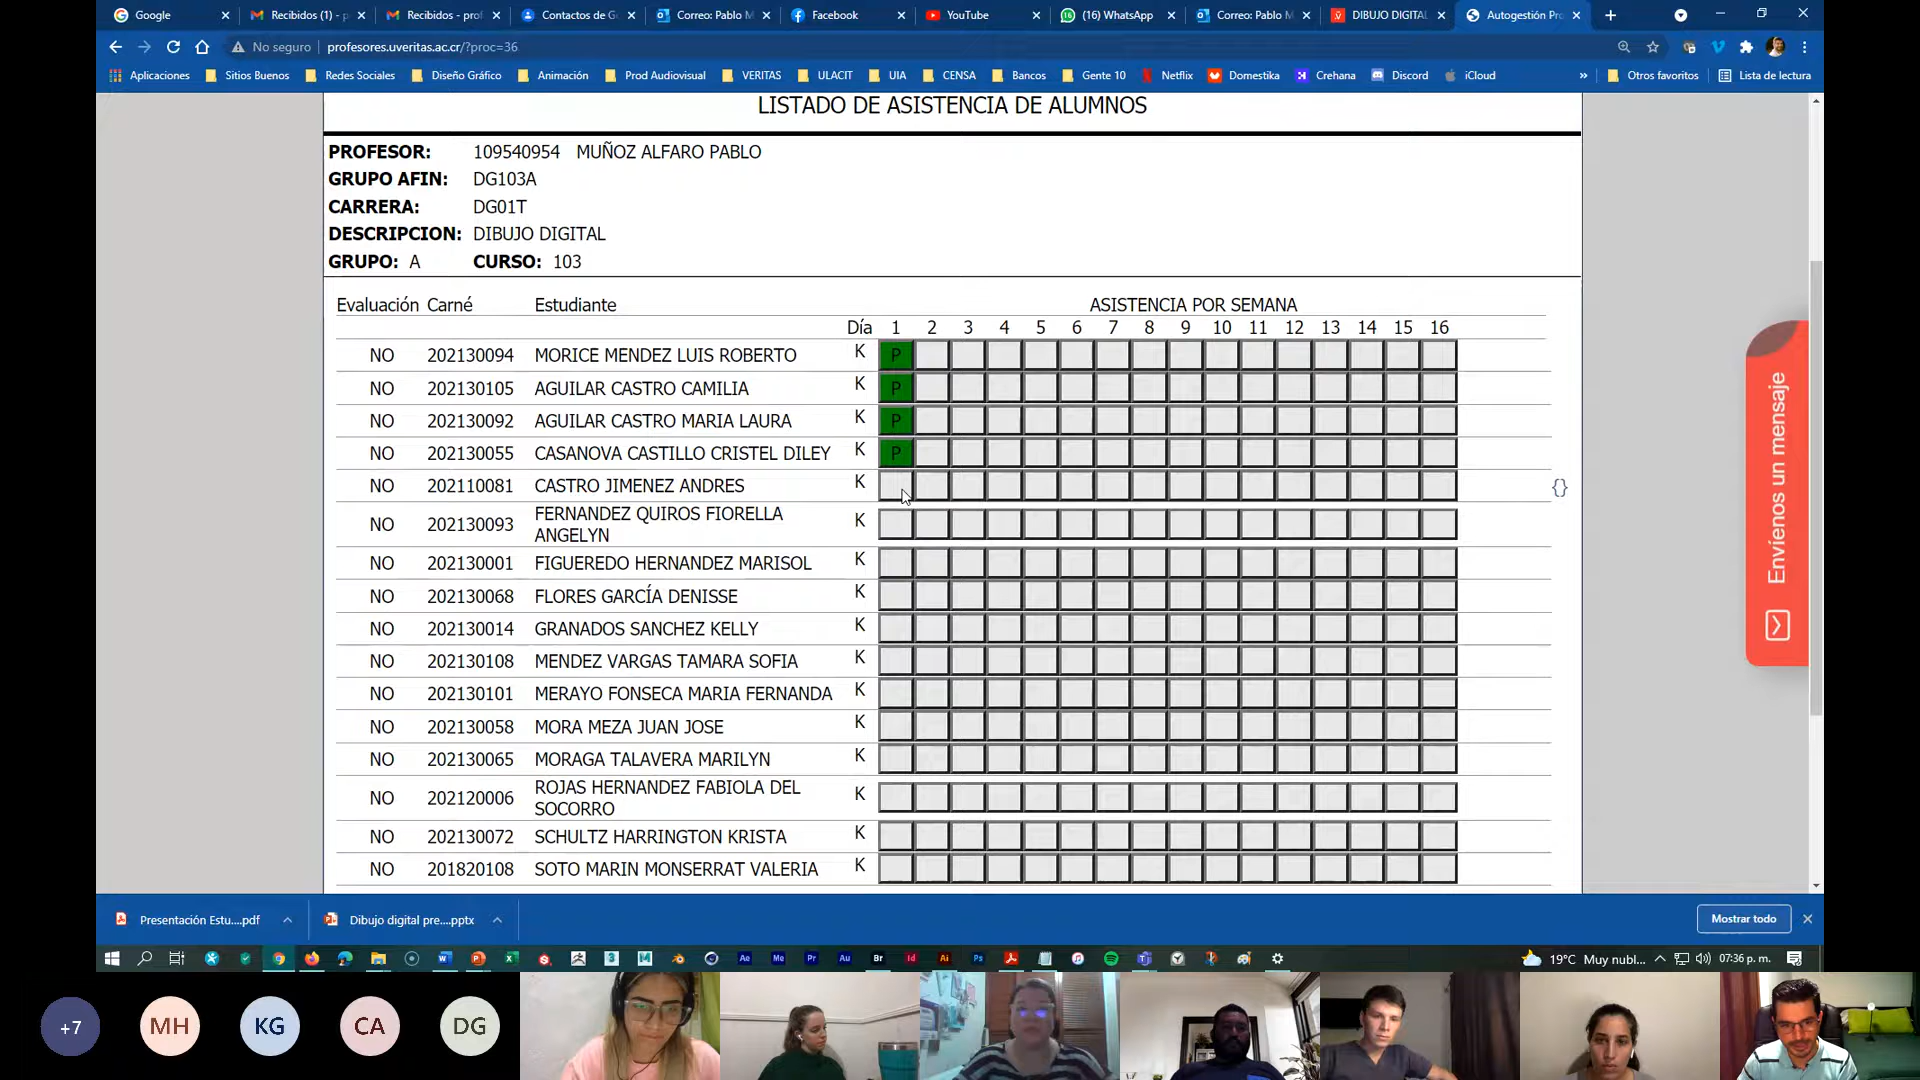 Google
Recibidos (1) - p
Recibidos - prof
Contactos de G
Correo: Pablo M
Facebook
YouTube
(16) WhatsApp
Correo: Pablo M
DIBUJO DIGITAL
Autogestión Pr
No seguro
profesores.uveritas.ac.cr/?proc=36
Aplicaciones
Sitios Buenos
Redes Sociales
Diseño Gráfico
Animación
Prod Audiovisual
VERITAS
ULACIT
UIA
CENSA
Bancos
Gente 10
Netflix
Domestika
Crehana
Discord
iCloud
»
Otros favoritos
Lista de lectura
LISTADO DE ASISTENCIA DE ALUMNOS
PROFESOR: 109540954 MUÑOZ ALFARO PABLO
GRUPO AFIN: DG103A
CARRERA: DG01T
DESCRIPCION: DIBUJO DIGITAL
GRUPO: A CURSO: 103
Evaluación Carné Estudiante ASISTENCIA POR SEMANA
Día 1 2 3 4 5 6 7 8 9 10 11 12 13 14 15 16
NO 202130094 MORICE MENDEZ LUIS ROBERTO K P
NO 202130105 AGUILAR CASTRO CAMILIA K P
NO 202130092 AGUILAR CASTRO MARIA LAURA K P
NO 202130055 CASANOVA CASTILLO CRISTEL DILEY K P
NO 202110081 CASTRO JIMENEZ ANDRES K
{}
NO 202130093 FERNANDEZ QUIROS FIORELLA K
ANGELYN
NO 202130001 FIGUEREDO HERNANDEZ MARISOL K
NO 202130068 FLORES GARCÍA DENISSE K
NO 202130014 GRANADOS SANCHEZ KELLY K
NO 202130108 MENDEZ VARGAS TAMARA SOFIA K
NO 202130101 MERAYO FONSECA MARIA FERNANDA K
NO 202130058 MORA MEZA JUAN JOSE K
NO 202130065 MORAGA TALAVERA MARILYN K
NO 202120006 ROJAS HERNANDEZ FABIOLA DEL K
SOCORRO
NO 202130072 SCHULTZ HARRINGTON KRISTA K
NO 201820108 SOTO MARIN MONSERRAT VALERIA K
Envíenos un mensaje
Presentación Estu....pdf
Dibujo digital pre....pptx
Mostrar todo
Ae
Me
Pr
Au
Br
Id
Ai
Ps
19°C Muy nubl...
07:36 p. m.
+7
MH
KG
CA
DG